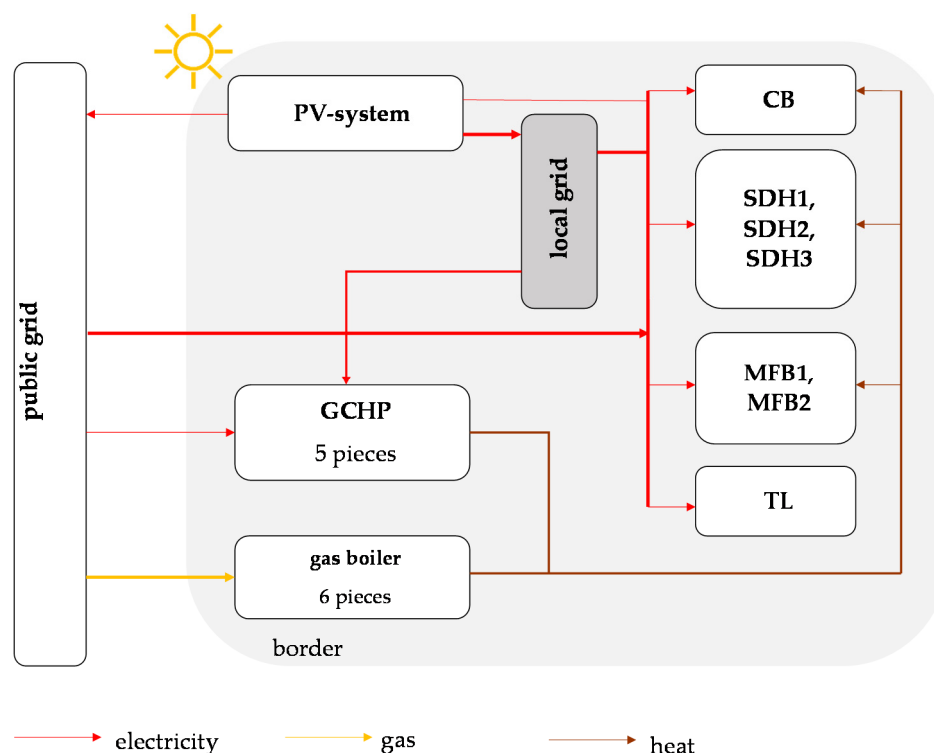 PV-system
CB
local grid
SDH1,
SDH2,
SDH3
public grid
MFB1,
MFB2
GCHP
5 pieces
TL
gas boiler
6 pieces
border
electricity
gas
heat